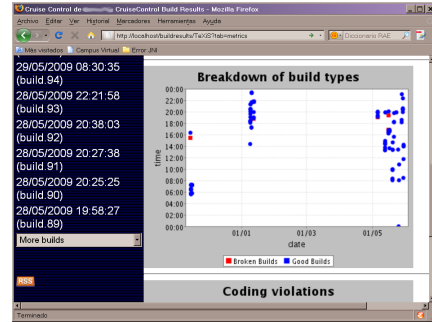 Cruise Control de CruiseControl Build Results - Mozilla Firefox
Archivo Editar Ver Historial Marcadores Herramientas Ayuda
http://localhost/buildresults/TeXiS?tab=metrics
Diccionario RAE
Más visitados Campus Virtual Error JNI
29/05/2009 08:30:35
(build.94)
28/05/2009 22:21:58
(build.93)
28/05/2009 20:38:03
(build.92)
28/05/2009 20:27:38
(build.91)
28/05/2009 20:25:25
(build.90)
28/05/2009 19:58:27
(build.89)
More builds
RSS
Breakdown of build types
00:00
22:00
20:00
18:00
16:00
14:00
12:00
10:00
08:00
06:00
04:00
02:00
00:00
time
01/01 01/03 01/05
date
Broken Builds Good Builds
Coding violations
Terminado